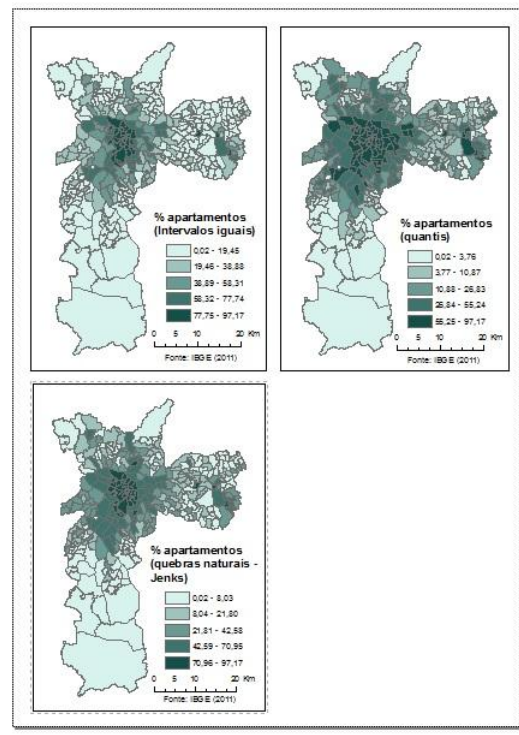 % apartamentos
(Intervalos iguais)
0,02 - 19,45
19,46 - 38,88
38,89 - 58,31
58,32 - 77,74
77,75 - 97,17
0 5 10 20 Km
Fonte: IBGE (2011)
% apartamentos
(quantis)
0,02 - 3,76
3,77 - 10,87
10,88 - 26,83
26,84 - 55,24
55,25 - 97,17
0 5 10 20 Km
Fonte: IBGE (2011)
% apartamentos
(quebras naturais -
Jenks)
0,02 - 8,03
8,04 - 21,80
21,81 - 42,58
42,59 - 70,95
70,96 - 97,17
0 5 10 20 Km
Fonte: IBGE (2011)